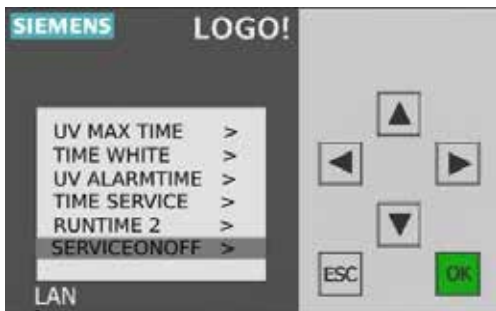 SIEMENS LOGO!
UV MAX TIME >
TIME WHITE >
UV ALARMTIME >
TIME SERVICE >
RUNTIME 2 >
SERVICEONOFF >
ESC OK
LAN